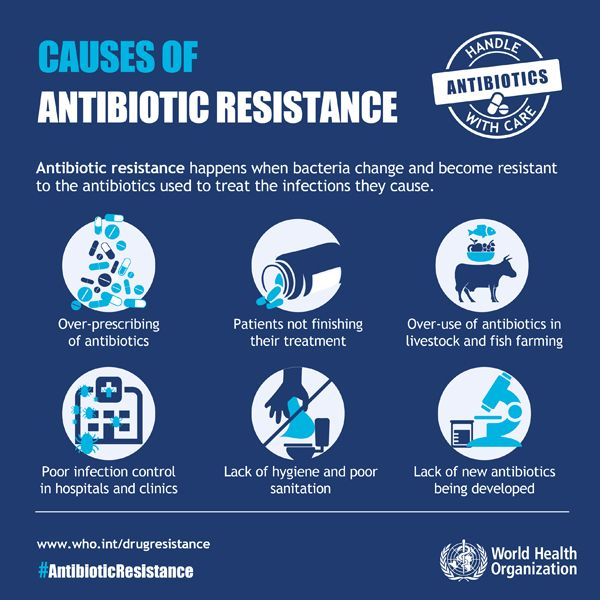 CAUSES OF
ANTIBIOTIC RESISTANCE
HANDLE
ANTIBIOTICS
WITH CARE
Antibiotic resistance happens when bacteria change and become resistant
to the antibiotics used to treat the infections they cause.
Over-prescribing
of antibiotics
Patients not finishing
their treatment
Over-use of antibiotics in
livestock and fish farming
Poor infection control
in hospitals and clinics
Lack of hygiene and poor
sanitation
Lack of new antibiotics
being developed
www.who.int/drugresistance
#AntibioticResistance
World Health
Organization